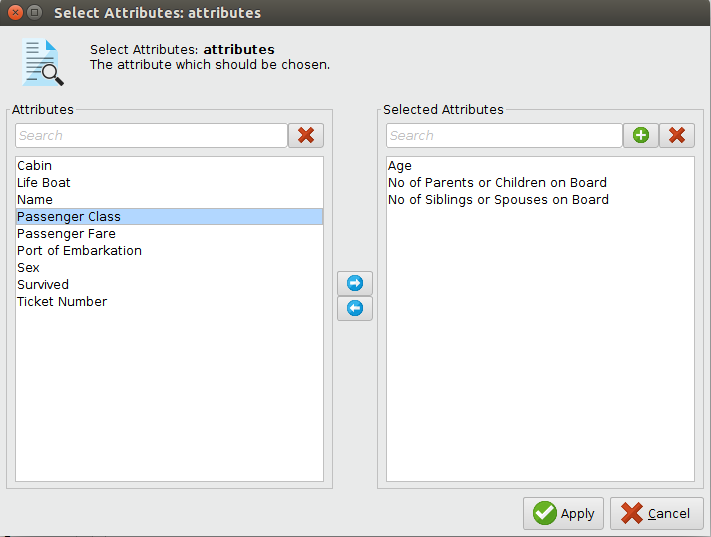 Select Attributes: attributes
Select Attributes: attributes
The attribute which should be chosen.
Attributes
Search
Cabin
Life Boat
Name
Passenger Class
Passenger Fare
Port of Embarkation
Sex
Survived
Ticket Number
Selected Attributes
Search
Age
No of Parents or Children on Board
No of Siblings or Spouses on Board
Apply
Cancel